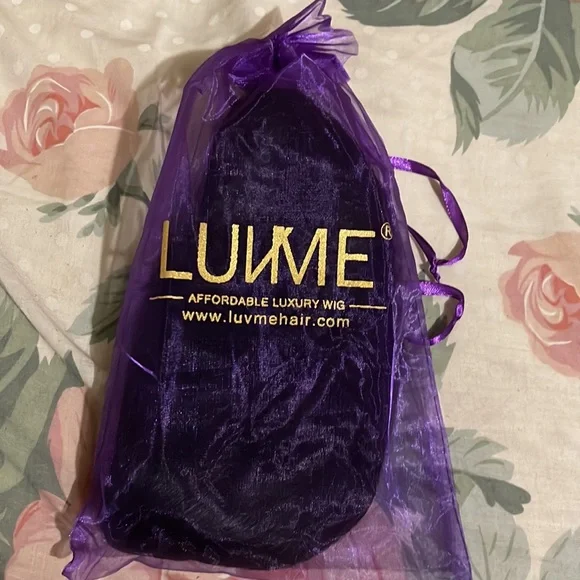 LUVME®
AFFORDABLE LUXURY WIG
www.luvmehair.com